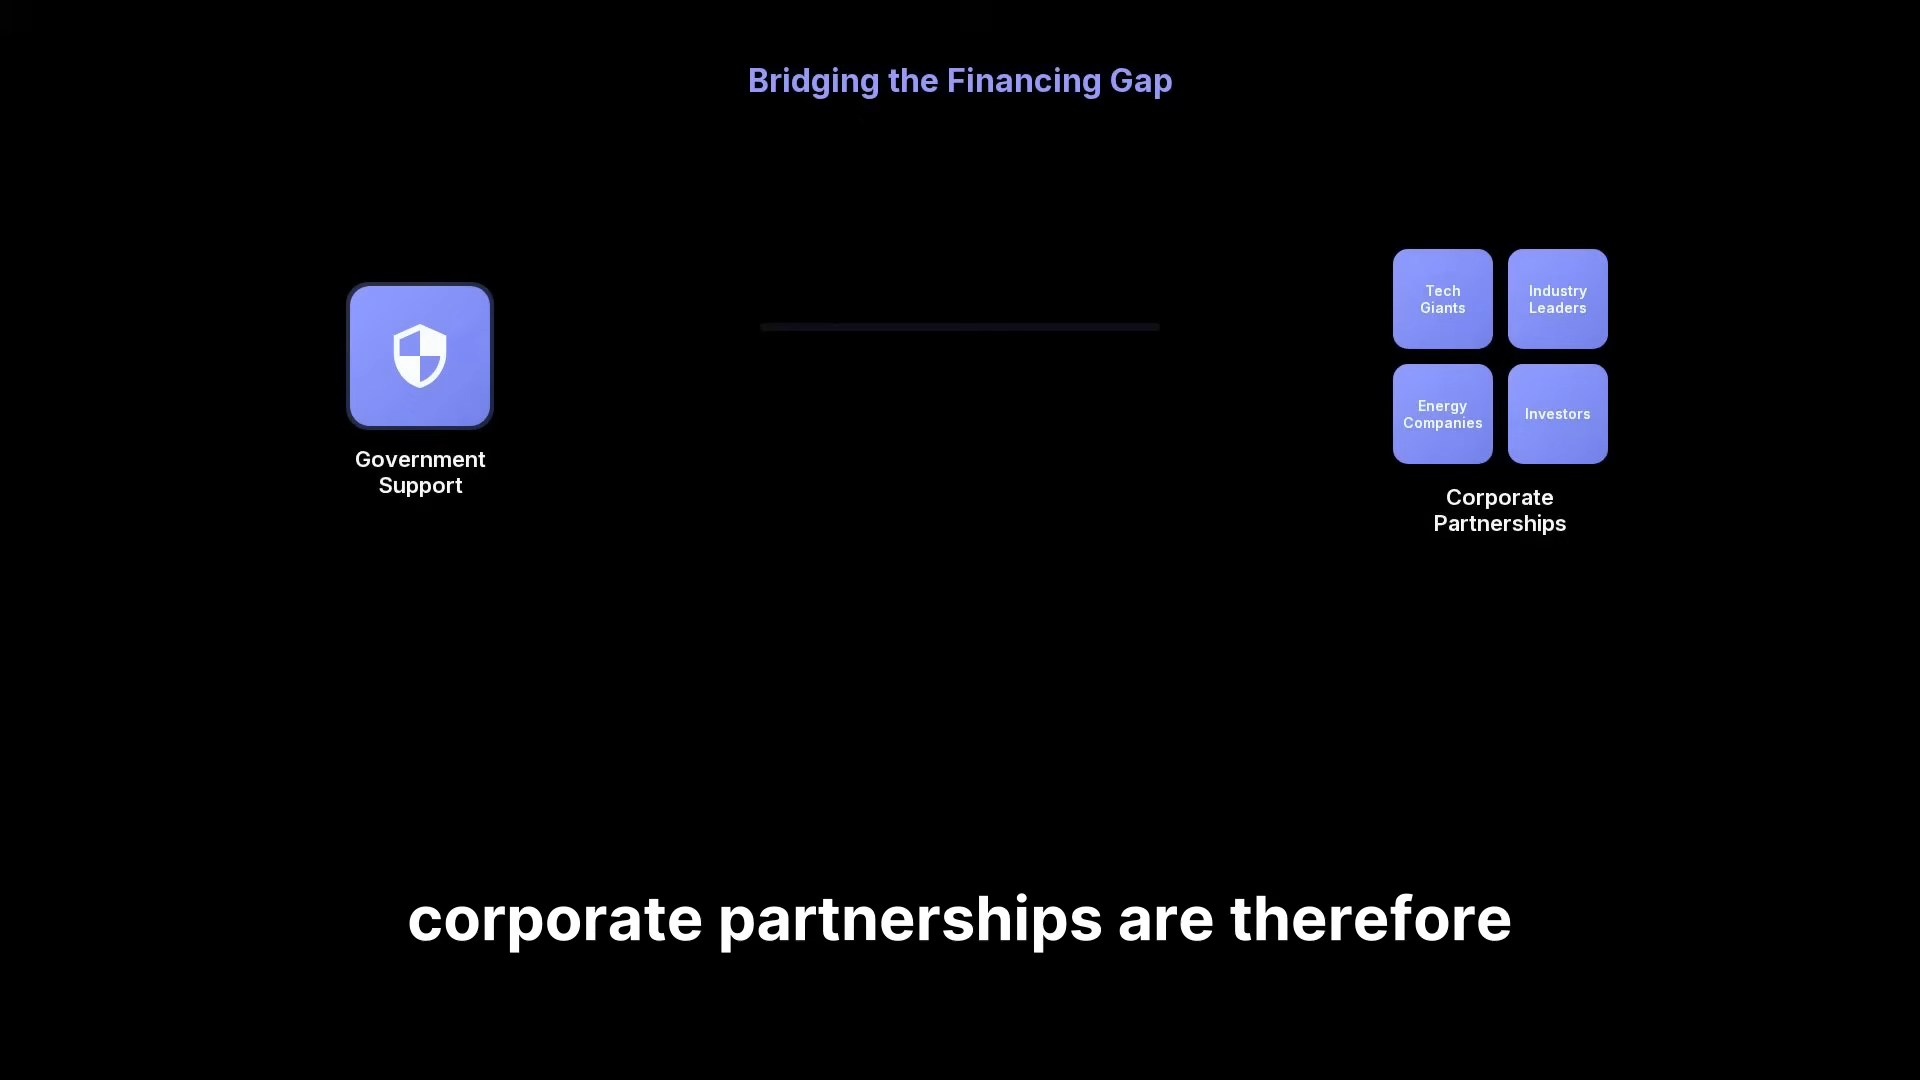 Bridging the Financing Gap
Government
Support
Tech
Giants
Industry
Leaders
Energy
Companies
Investors
Corporate
Partnerships
corporate partnerships are therefore